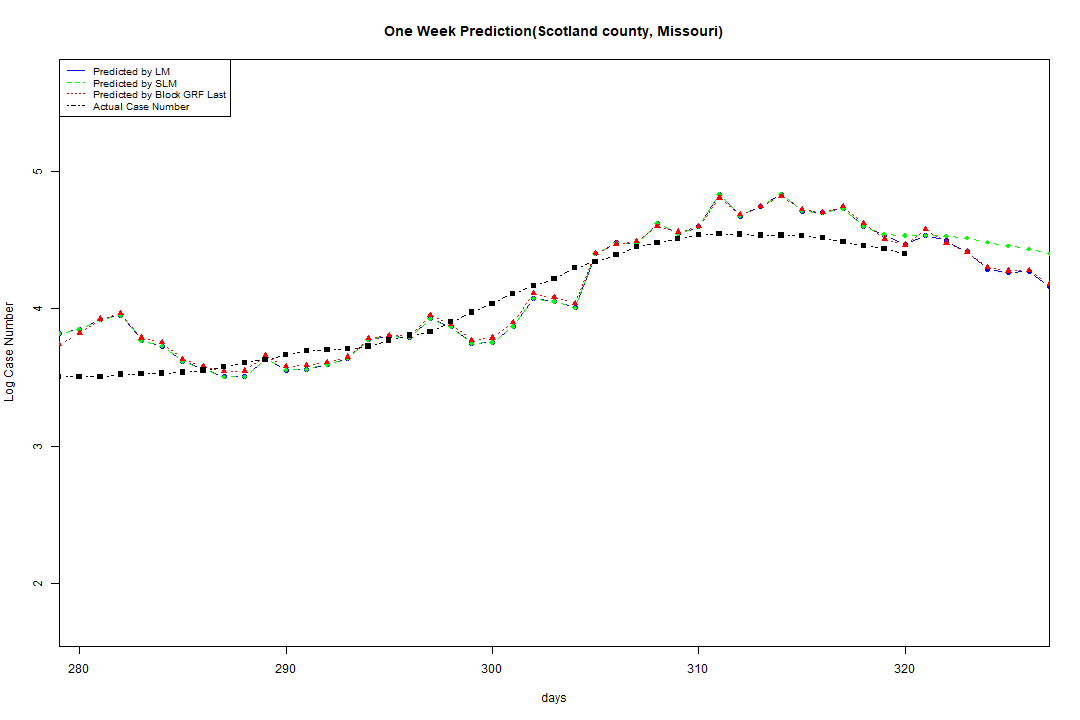 One Week Prediction(Scotland county, Missouri)
Predicted by LM
Predicted by SLM
Predicted by Block GRF Last
Actual Case Number
5
4
3
2
Log Case Number
280 290 300 310 320
days